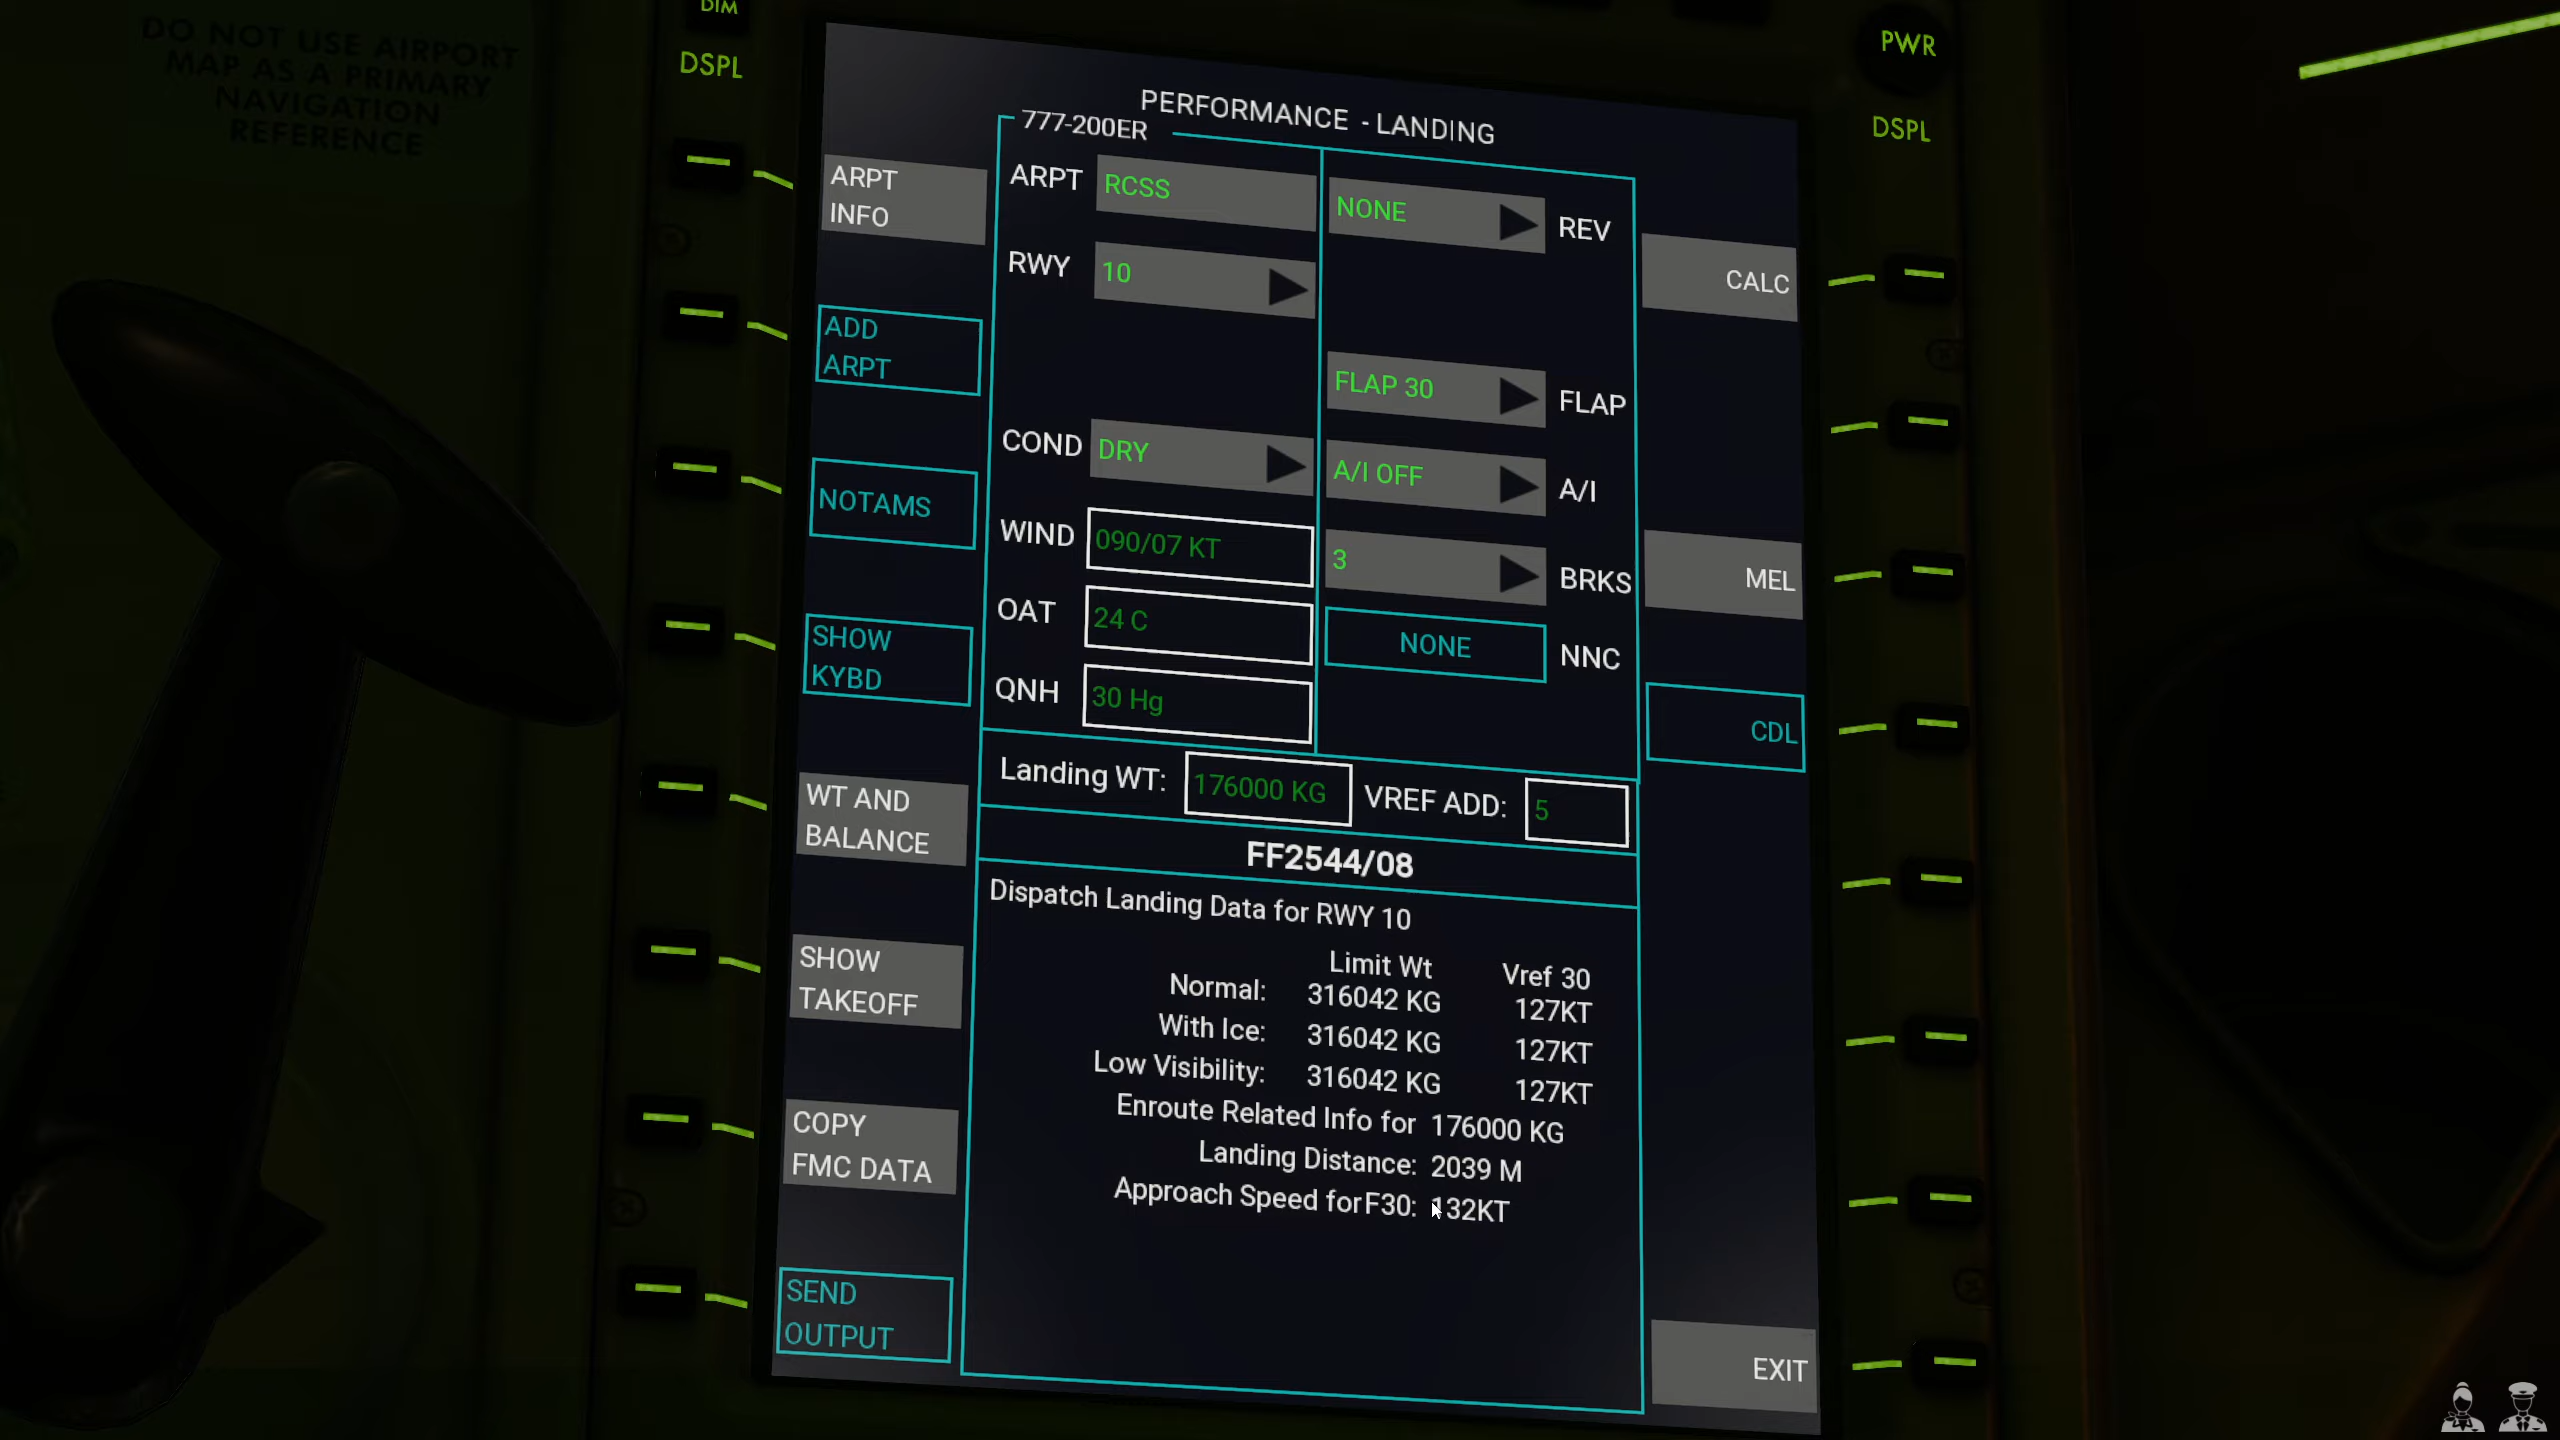 DO NOT USE AIRPORT
MAP AS A PRIMARY
NAVIGATION
REFERENCE
DIM
DSPL
PWR
DSPL
PERFORMANCE - LANDING
777-200ER
ARPT
INFO
ADD
ARPT
NOTAMS
SHOW
KYBD
WT AND
BALANCE
SHOW
TAKEOFF
COPY
FMC DATA
SEND
OUTPUT
ARPT RCSS
RWY 10
COND DRY
WIND 090/07 KT
OAT 24 C
QNH 30 Hg
NONE REV
FLAP 30 FLAP
A/I OFF A/I
3 BRKS
NONE NNC
CALC
MEL
CDL
EXIT
Landing WT: 176000 KG VREF ADD: 5
FF2544/08
Dispatch Landing Data for RWY 10
Limit Wt Vref 30
Normal: 316042 KG 127KT
With Ice: 316042 KG 127KT
Low Visibility: 316042 KG 127KT
Enroute Related Info for 176000 KG
Landing Distance: 2039 M
Approach Speed for F30: 132KT